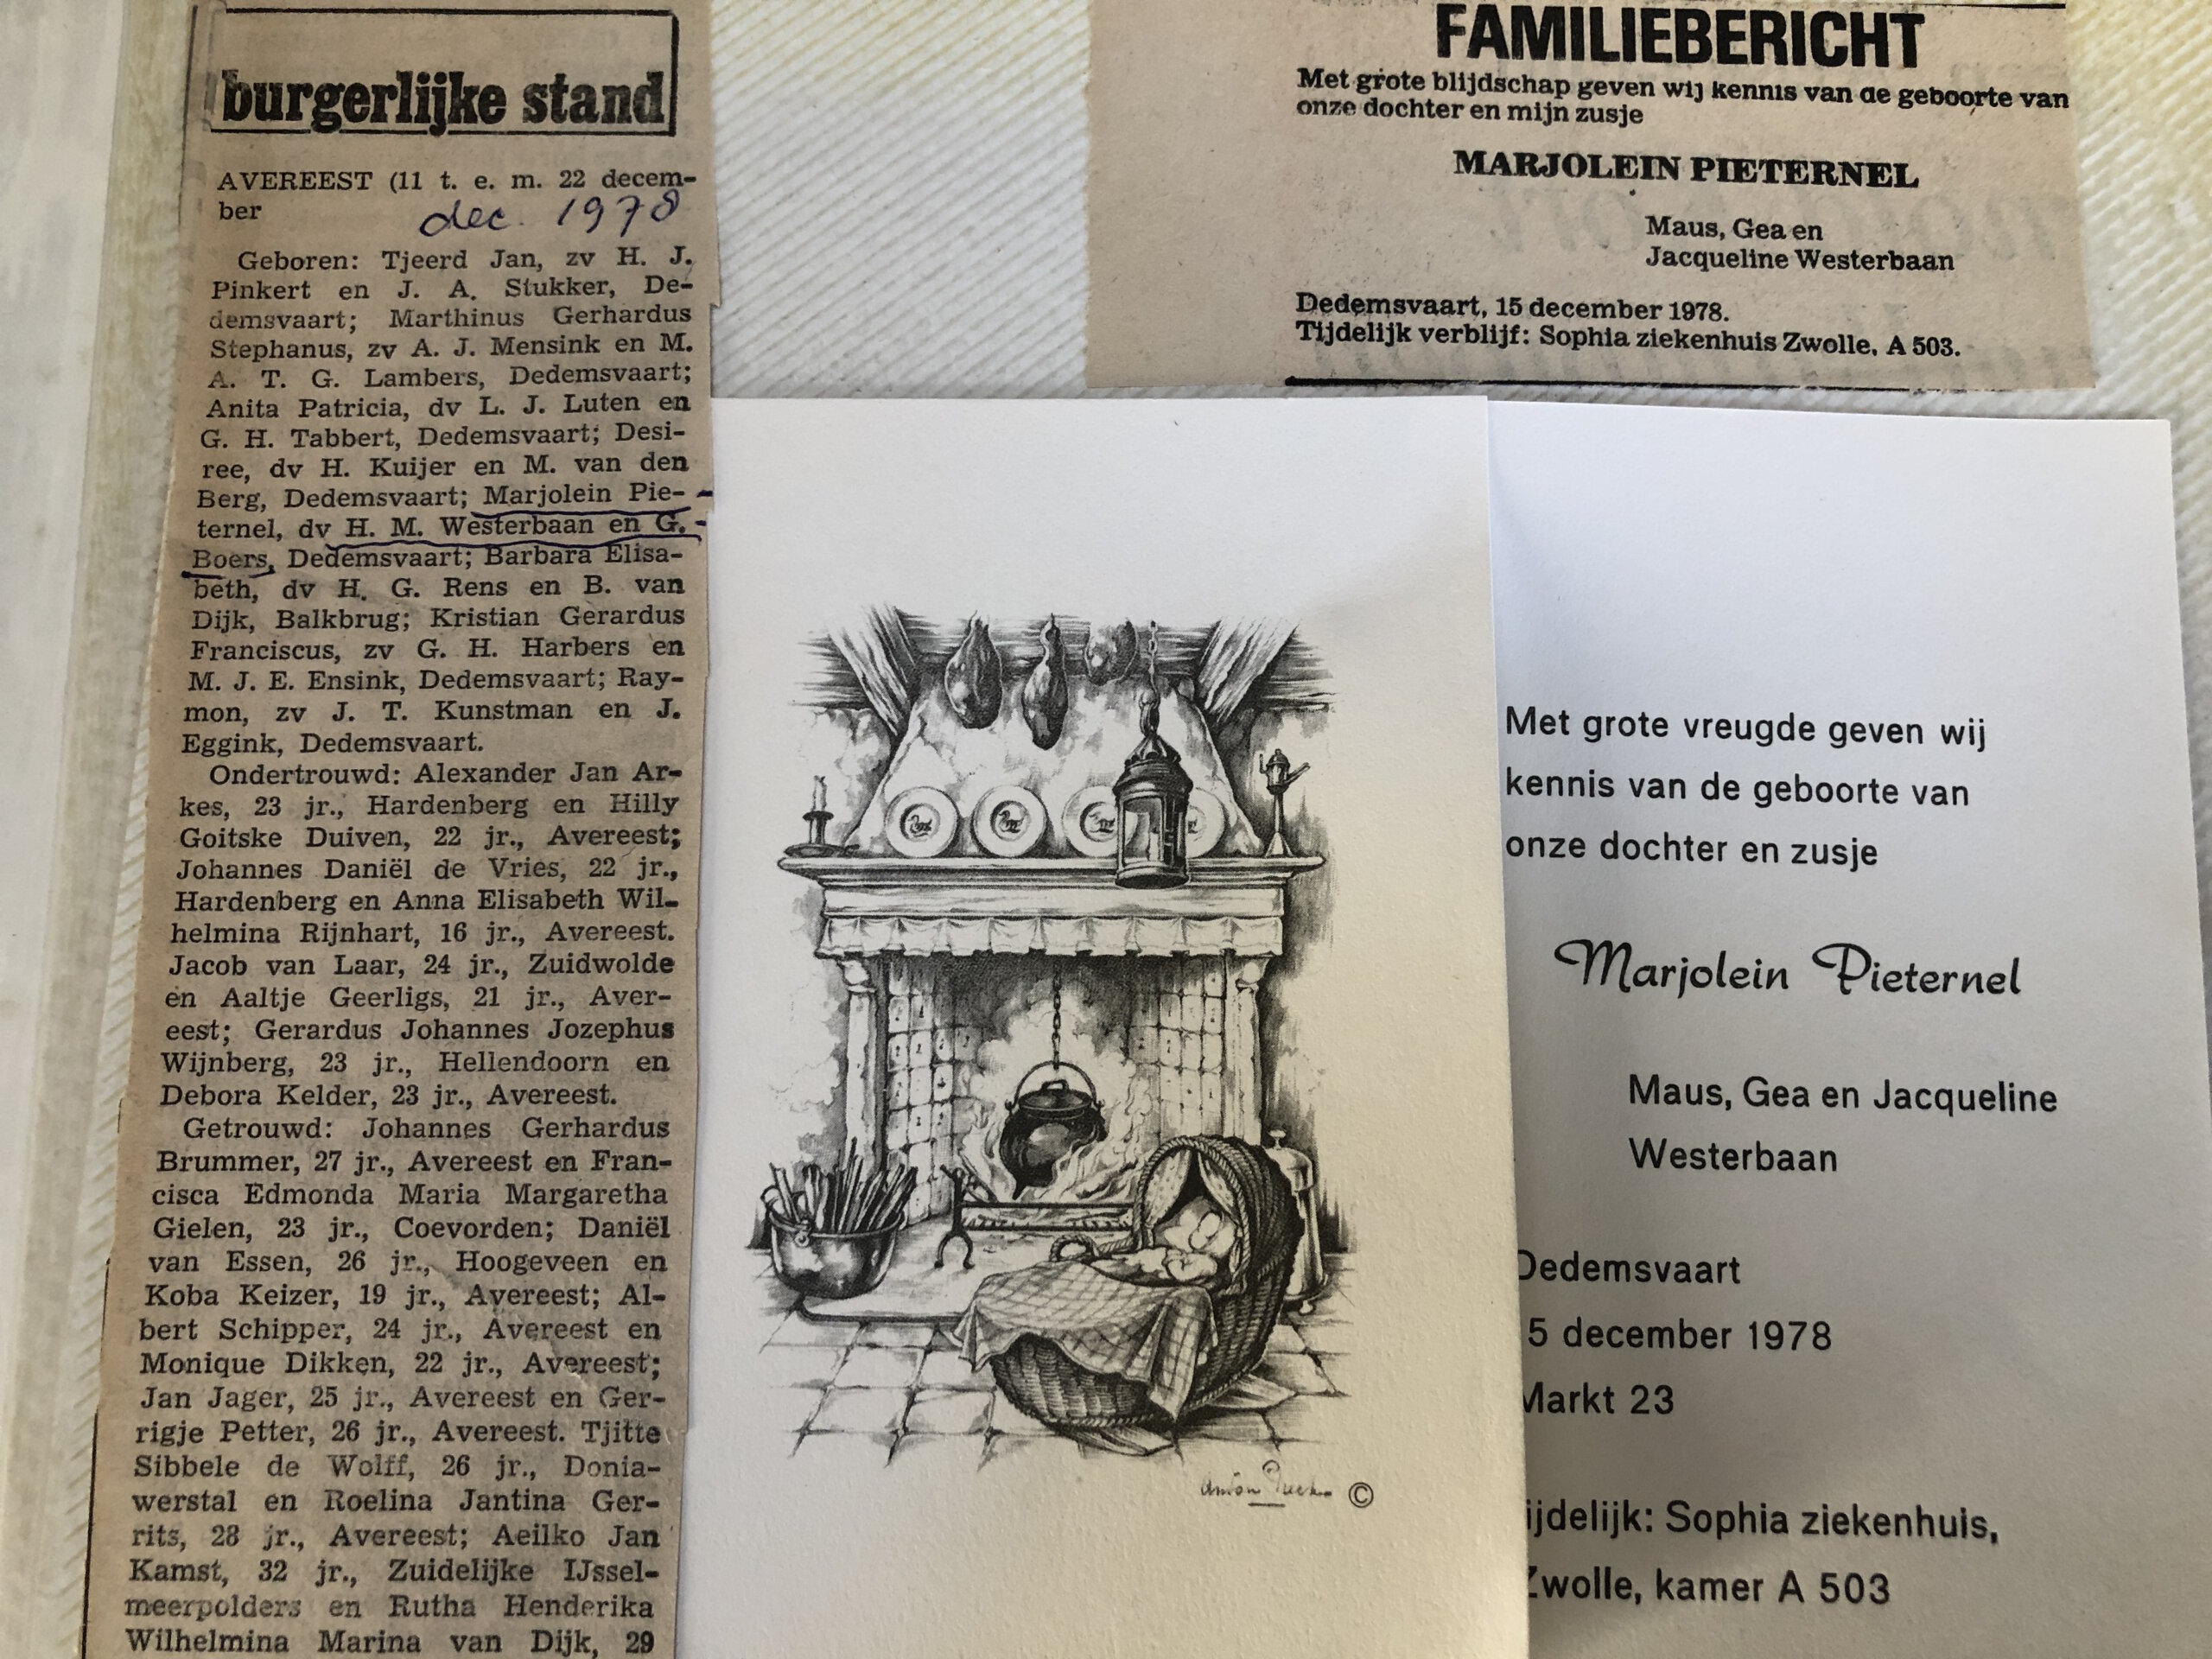 burgerlijke stand
AVEREEST (11 t. e. m. 22 decem-
ber
dec. 1978
Geboren: Tjeerd Jan, zv H. J.
Pinkert en J. A. Stukker, De-
demsvaart; Marthinus Gerhardus
Stephanus, zv A. J. Mensink en M.
A. T. G. Lambers, Dedemsvaart;
Anita Patricia, dv L. J. Luten en
G. H. Tabbert, Dedemsvaart; Desi-
ree, dv H. Kuijer en M. van den
Berg, Dedemsvaart; Marjolein Pie-
ternel, dv H. M. Westerbaan en G.
Boers, Dedemsvaart; Barbara Elisa-
beth, dv H. G. Rens en B. van
Dijk, Balkbrug; Kristian Gerardus
Franciscus, zv G. H. Harbers en
M. J. E. Ensink, Dedemsvaart; Ray-
mon, zv J. T. Kunstman en J.
Eggink, Dedemsvaart.
Ondertrouwd: Alexander Jan Ar-
kes, 23 jr., Hardenberg en Hilly
Goitske Duiven, 22 jr., Avereest;
Johannes Daniël de Vries, 22 jr.,
Hardenberg en Anna Elisabeth Wil-
helmina Rijnhart, 16 jr., Avereest.
Jacob van Laar, 24 jr., Zuidwolde
en Aaltje Geerligs, 21 jr., Aver-
eest; Gerardus Johannes Jozephus
Wijnberg, 23 jr., Hellendoorn en
Debora Kelder, 23 jr., Avereest.
Getrouwd: Johannes Gerhardus
Brummer, 27 jr., Avereest en Fran-
cisca Edmonda Maria Margaretha
Gielen, 23 jr., Coevorden; Daniël
van Essen, 26 jr., Hoogeveen en
Koba Keizer, 19 jr., Avereest; Al-
bert Schipper, 24 jr., Avereest en
Monique Dikken, 22 jr., Avereest;
Jan Jager, 25 jr., Avereest en Ger-
rigje Petter, 26 jr., Avereest. Tjitte
Sibbele de Wolff, 26 jr., Donia-
werstal en Roelina Jantina Ger-
rits, 28 jr., Avereest; Aeilko Jan
Kamst, 32 jr., Zuidelijke IJssel-
meerpolders en Rutha Henderika
Wilhelmina Marina van Dijk, 29
FAMILIEBERICHT
Met grote blijdschap geven wij kennis van de geboorte van
onze dochter en mijn zusje
MARJOLEIN PIETERNEL
Maus, Gea en
Jacqueline Westerbaan
Dedemsvaart, 15 december 1978.
Tijdelijk verblijf: Sophia ziekenhuis Zwolle, A 503.
Anton Pieck ©
Met grote vreugde geven wij
kennis van de geboorte van
onze dochter en zusje
Marjolein Pieternel
Maus, Gea en Jacqueline
Westerbaan
Dedemsvaart
5 december 1978
Markt 23
ijdelijk: Sophia ziekenhuis,
Zwolle, kamer A 503